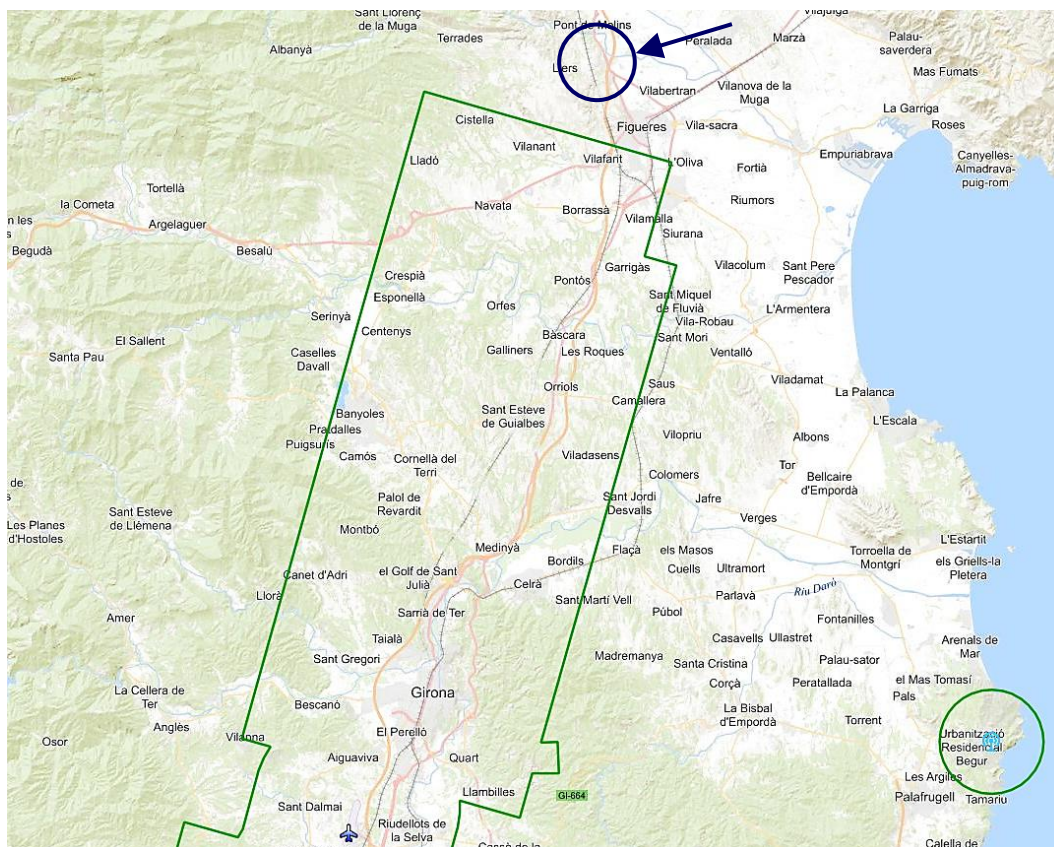 Sant Llorenç
de la Muga
Pont de Molins
Vilajuïga
Terrades
Albanyà
Peralada
Marzà
Palau-
saverdera
Llers
Mas Fumats
Vilabertran
Vilanova de la
Muga
La Garriga
Roses
Cistella
Figueres
Vila-sacra
Vilanant
Lladó
Vilafant
L'Oliva
Fortià
Empuriabrava
Canyelles-
Almadrava-
puig-rom
Tortellà
la Cometa
Argelaguer
Navata
Borrassà
Vilamalla
Riumors
Siurana
Begudà
Besalú
Crespià
Esponellà
Pontós
Garrigàs
Vilacolum
Sant Pere
Pescador
Orfes
Sant Miquel
de Fluvià
Vila-Robau
L'Armentera
Serinyà
Centenys
Bàscara
Sant Mori
El Sallent
Santa Pau
Caselles
Davall
Galliners
Les Roques
Ventalló
Orriols
Saus
Viladamat
La Palanca
Camallera
Banyoles
Sant Esteve
de Guialbes
L'Escala
Pratdalles
Puigsurís
Camós
Cornellà del
Terri
Viladasens
Vilopriu
Albons
Colomers
Tor
Bellcaire
d'Empordà
Palol de
Revardit
Sant Jordi
Desvalls
Jafre
Sant Esteve
de Llémena
Les Planes
d'Hostoles
Montbó
Verges
Medinyà
Flaçà
els Masos
L'Estartit
Torroella de
Montgrí
els Griells-la
Pletera
Canet d'Adri
el Golf de Sant
Julià
Bordils
Cuells
Ultramort
Celrà
Riu Daró
Llorà
Parlavà
Sant Martí Vell
Púbol
Sarrià de Ter
Amer
Fontanilles
Taialà
Casavells
Ullastret
Arenals de
Mar
Sant Gregori
Madremanya
Santa Cristina
Palau-sator
Corçà
Peratallada
el Mas Tomasí
Pals
La Cellera de
Ter
Girona
Bescanò
La Bisbal
d'Empordà
Torrent
Anglès
Vilanna
El Perelló
Osor
Aiguaviva
Quart
Urbanització
Residencial
Begur
Les Argiles
Llambilles
GI-664
Palafrugell
Tamariu
Sant Dalmai
Riudellots de
la Selva
Cassà de la
Calella de